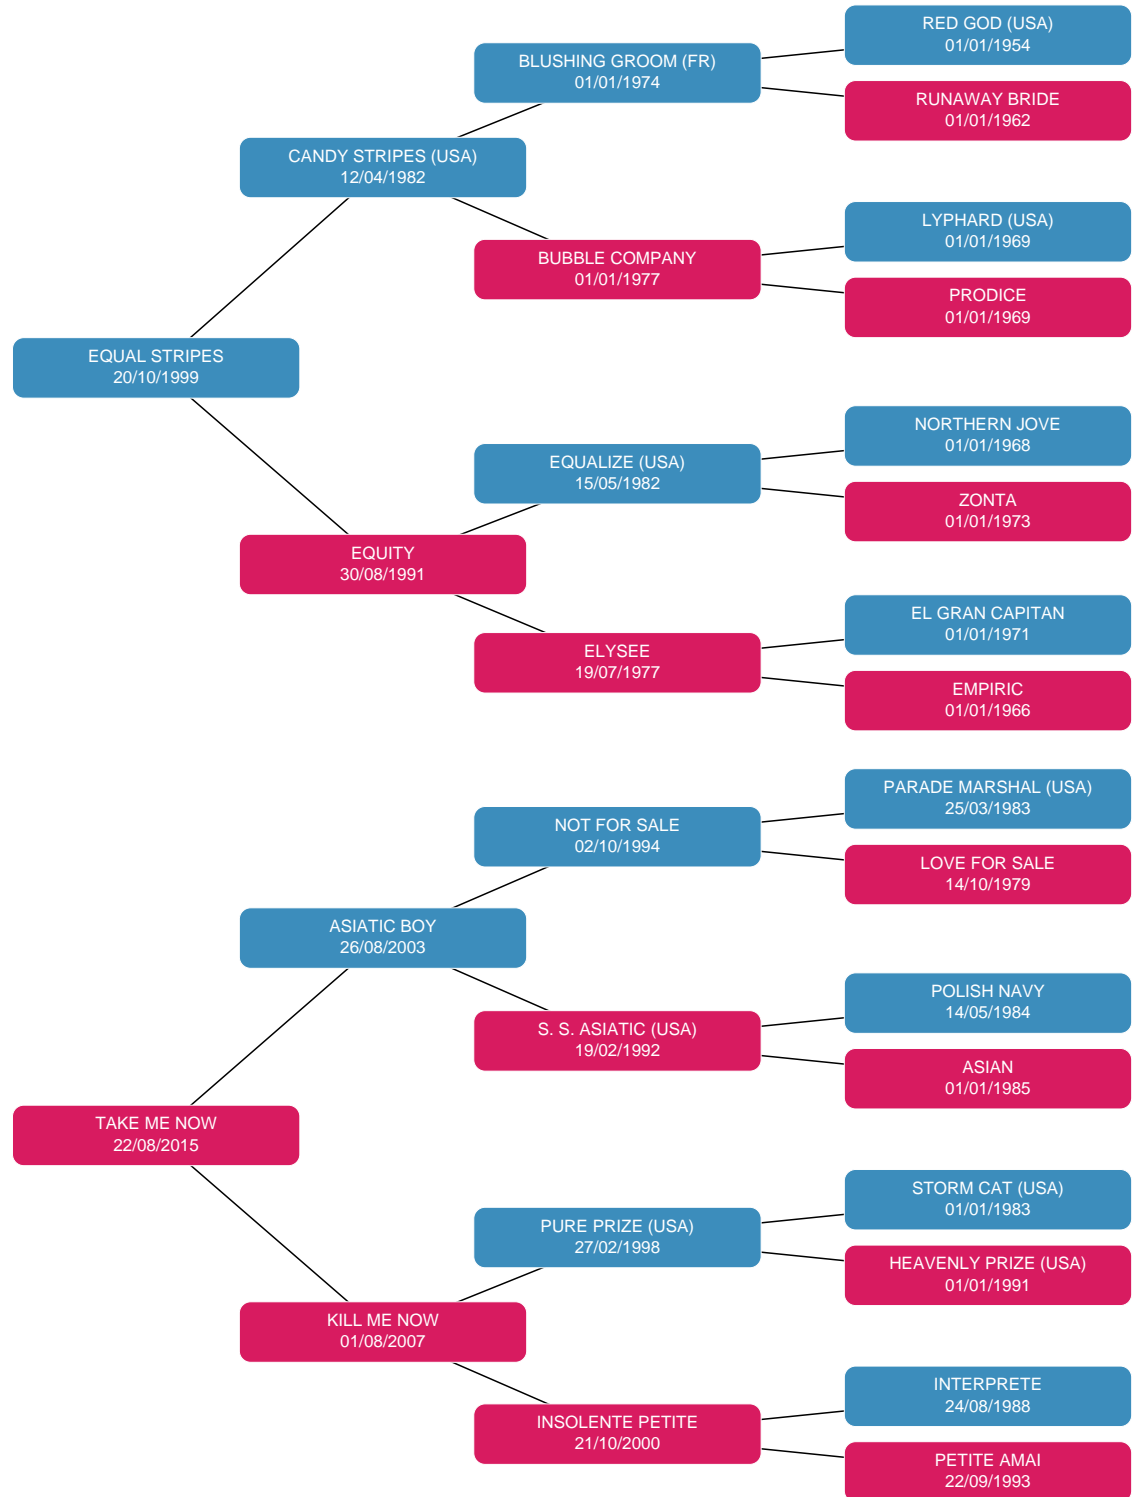 RED GOD (USA)
01/01/1954
BLUSHING GROOM (FR)
01/01/1974
RUNAWAY BRIDE
01/01/1962
CANDY STRIPES (USA)
12/04/1982
LYPHARD (USA)
01/01/1969
BUBBLE COMPANY
01/01/1977
PRODICE
01/01/1969
EQUAL STRIPES
20/10/1999
NORTHERN JOVE
01/01/1968
EQUALIZE (USA)
15/05/1982
ZONTA
01/01/1973
EQUITY
30/08/1991
EL GRAN CAPITAN
01/01/1971
ELYSEE
19/07/1977
EMPIRIC
01/01/1966
PARADE MARSHAL (USA)
25/03/1983
NOT FOR SALE
02/10/1994
LOVE FOR SALE
14/10/1979
ASIATIC BOY
26/08/2003
POLISH NAVY
14/05/1984
S. S. ASIATIC (USA)
19/02/1992
ASIAN
01/01/1985
TAKE ME NOW
22/08/2015
STORM CAT (USA)
01/01/1983
PURE PRIZE (USA)
27/02/1998
HEAVENLY PRIZE (USA)
01/01/1991
KILL ME NOW
01/08/2007
INTERPRETE
24/08/1988
INSOLENTE PETITE
21/10/2000
PETITE AMAI
22/09/1993